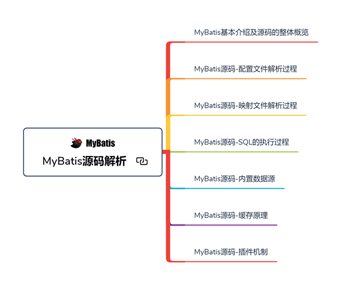 MyBatis基本介绍及源码的整体概览
MyBatis源码-配置文件解析过程
MyBatis源码-映射文件解析过程
MyBatis
MyBatis源码解析
MyBatis源码-SQL的执行过程
MyBatis源码-内置数据源
MyBatis源码-缓存原理
MyBatis源码-插件机制